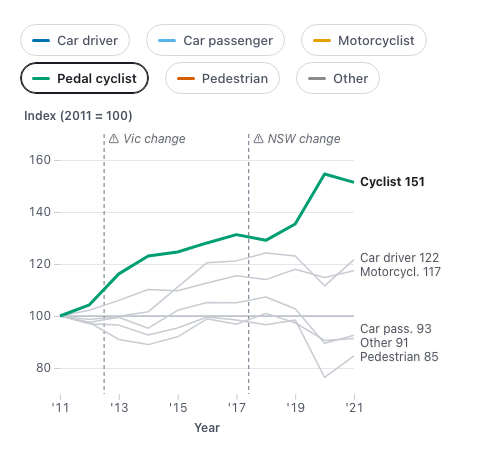 Car driver
Car passenger
Motorcyclist
Pedal cyclist
Pedestrian
Other
Index (2011 = 100)
⚠ Vic change
⚠ NSW change
160
140
120
100
80
Cyclist 151
Car driver 122
Motorcycl. 117
Car pass. 93
Other 91
Pedestrian 85
'11
'13
'15
'17
'19
'21
Year